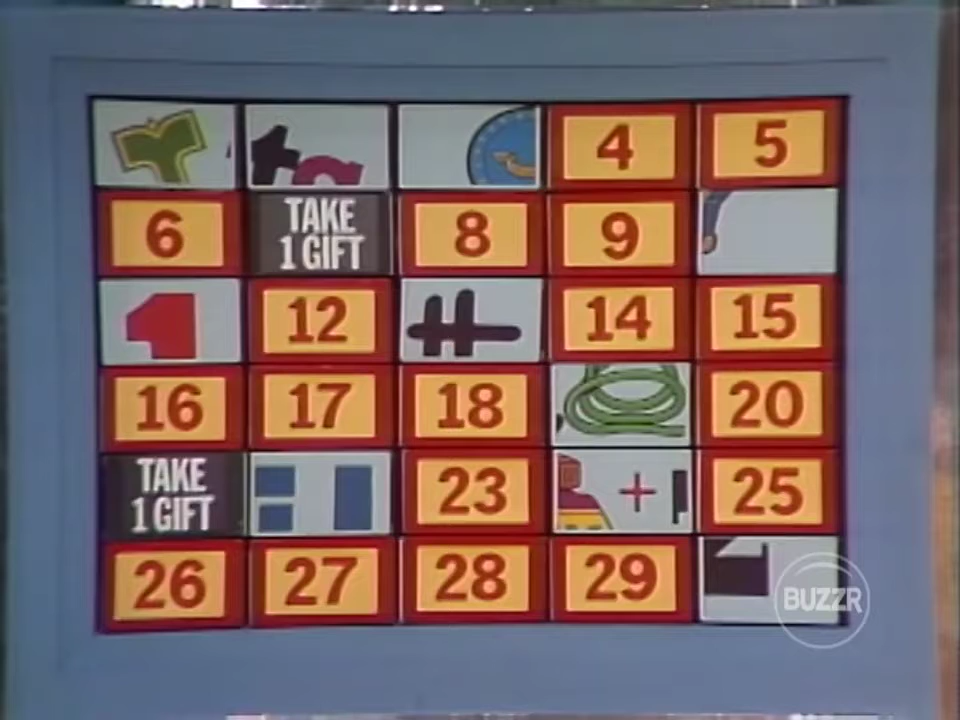 4 5
6 TAKE 1 GIFT 8 9
12 14 15
16 17 18 20
TAKE 1 GIFT 23 + 25
26 27 28 29
BUZZR